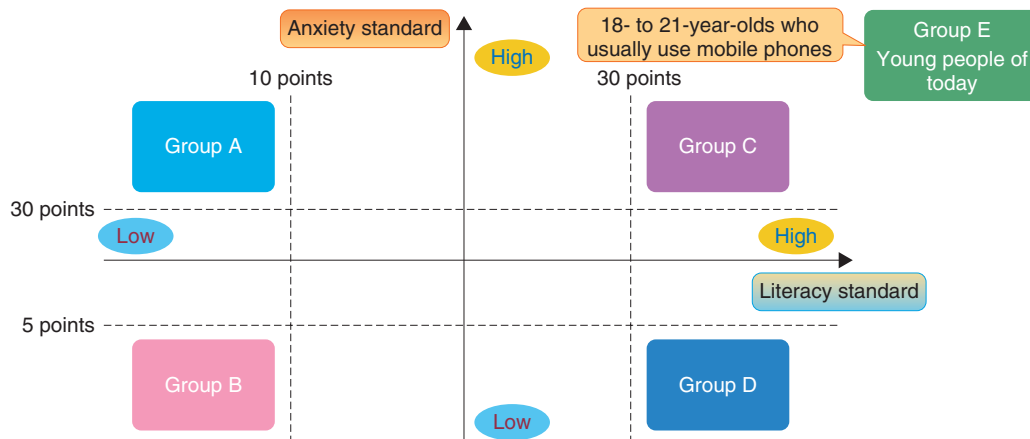 Anxiety standard
High
18- to 21-year-olds who
usually use mobile phones
Group E
Young people of
today
10 points
30 points
Group A
Group C
30 points
Low
High
Literacy standard
5 points
Group B
Group D
Low